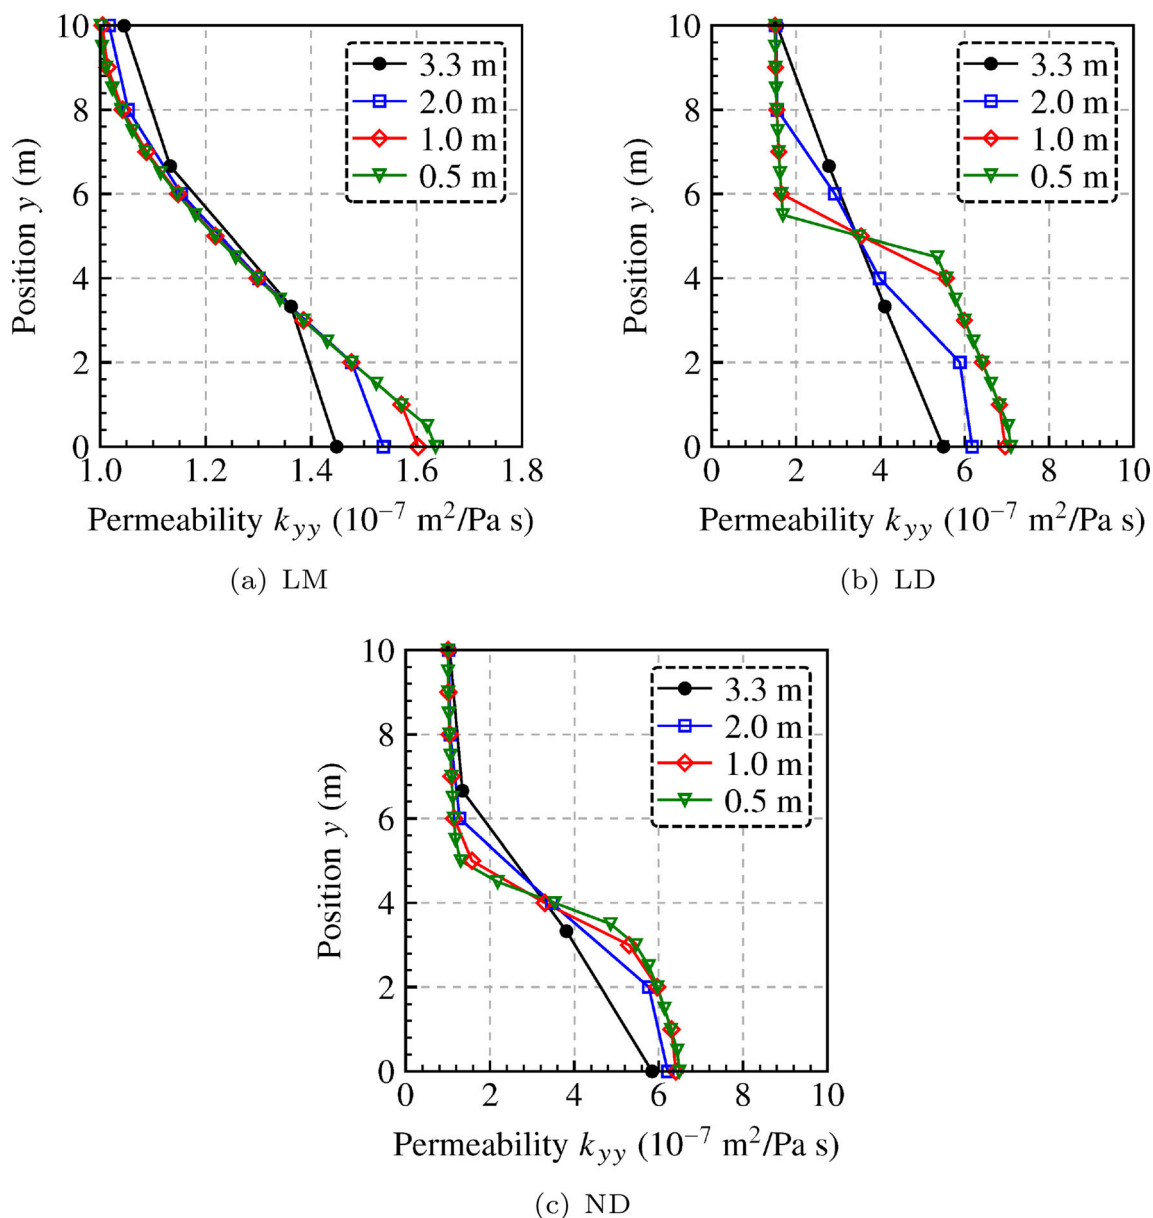 10
8
6
4
2
0
Position y (m)
3.3 m
2.0 m
1.0 m
0.5 m
1.0 1.2 1.4 1.6 1.8
Permeability k_yy (10⁻⁷ m²/Pa s)
(a) LM
10
8
6
4
2
0
Position y (m)
3.3 m
2.0 m
1.0 m
0.5 m
0 2 4 6 8 10
Permeability k_yy (10⁻⁷ m²/Pa s)
(b) LD
10
8
6
4
2
0
Position y (m)
3.3 m
2.0 m
1.0 m
0.5 m
0 2 4 6 8 10
Permeability k_yy (10⁻⁷ m²/Pa s)
(c) ND